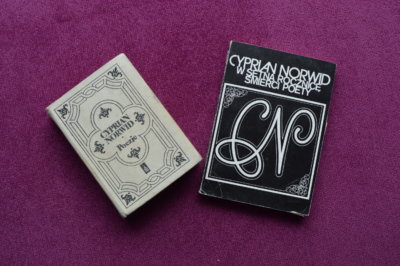 CYPRIAN
NORWID
Poezje
CYPRIAN NORWID
W SETNĄ ROCZNICĘ
ŚMIERCI POETY
CN